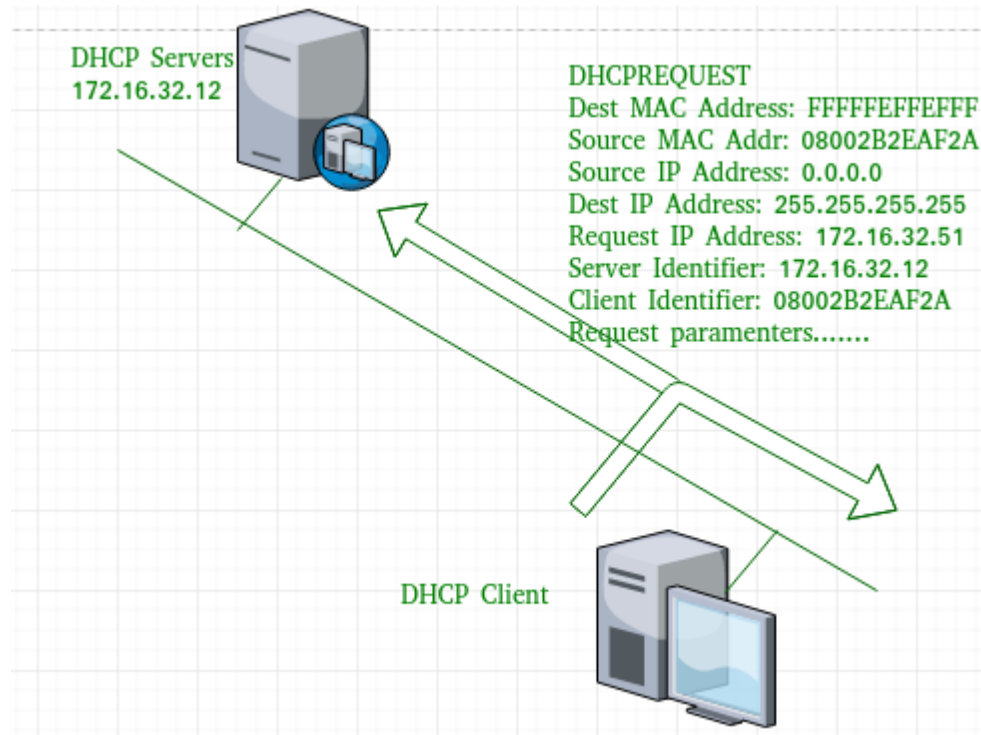 DHCP Servers
172.16.32.12
DHCPREQUEST
Dest MAC Address: FFFFFEFFEFFF
Source MAC Addr: 08002B2EAF2A
Source IP Address: 0.0.0.0
Dest IP Address: 255.255.255.255
Request IP Address: 172.16.32.51
Server Identifier: 172.16.32.12
Client Identifier: 08002B2EAF2A
Request paramenters.......
DHCP Client